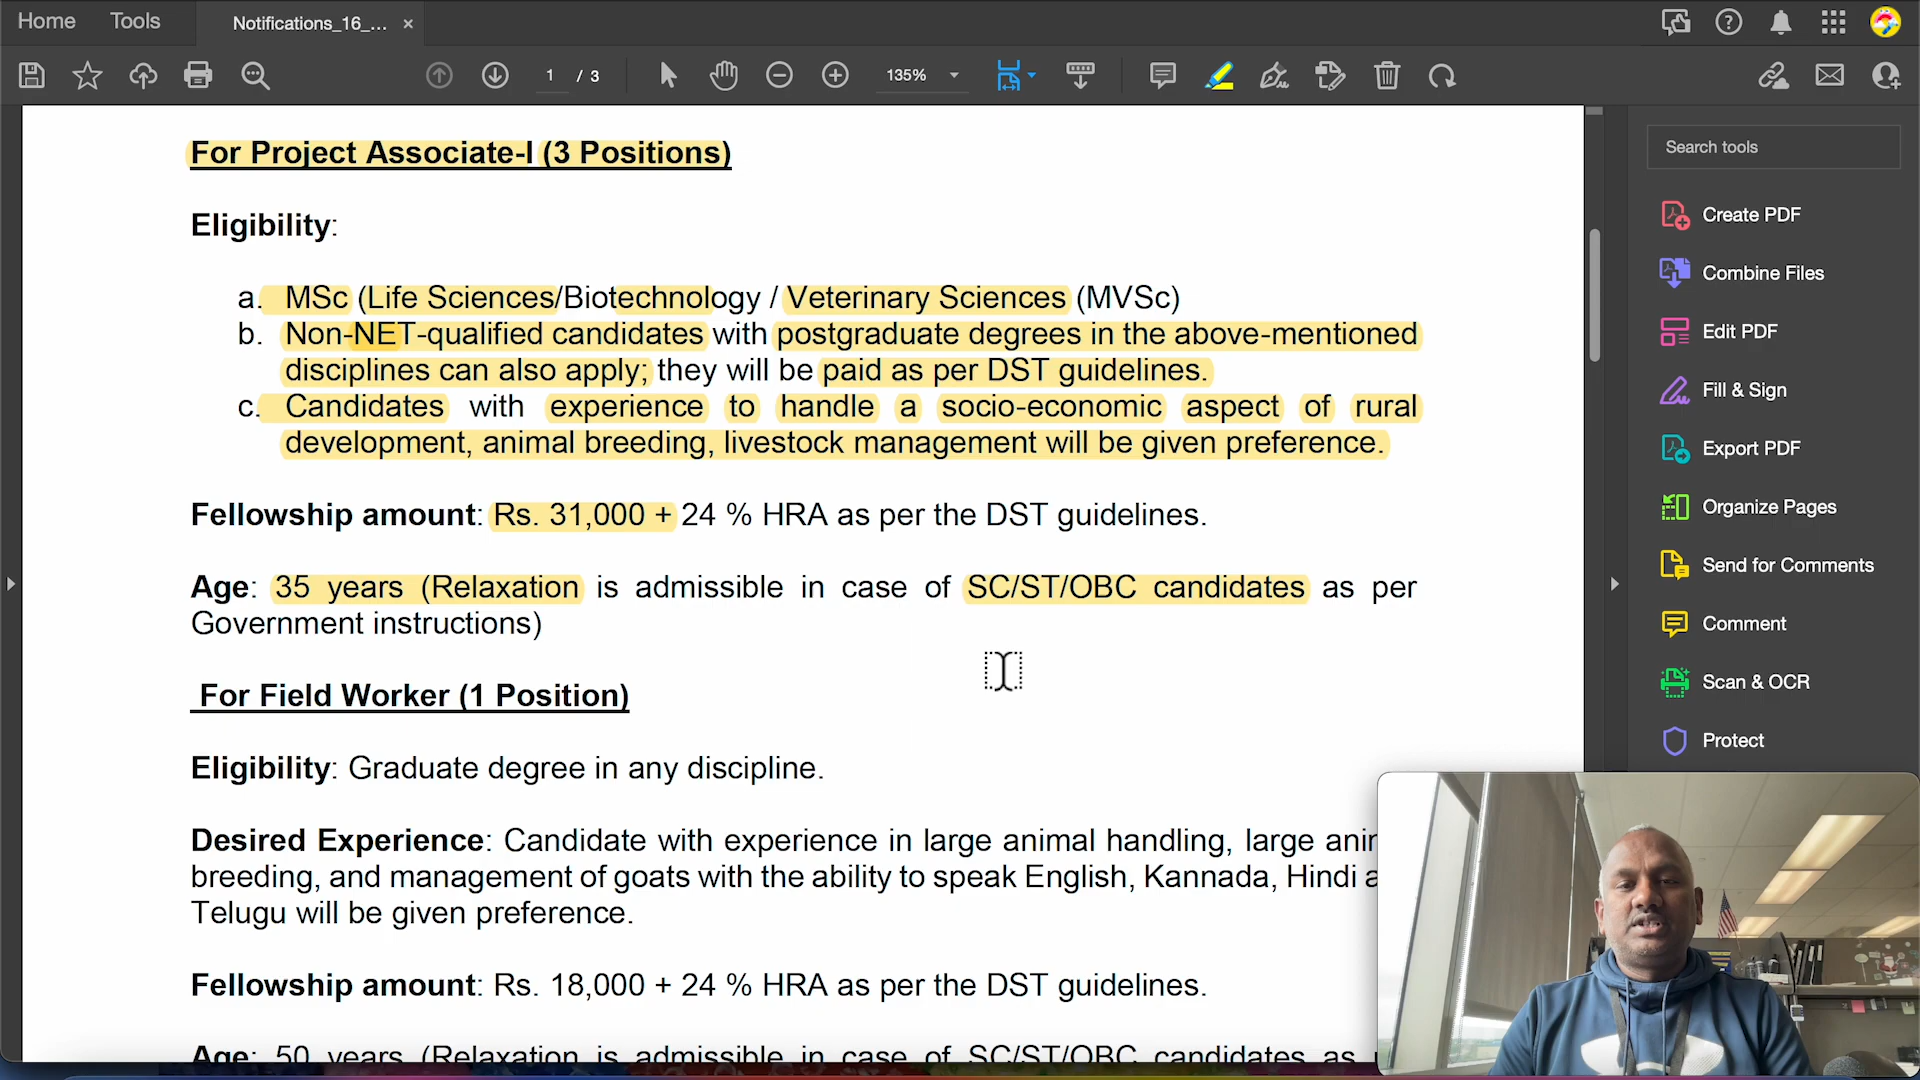 Home Tools Notifications_16_... ×
1 / 3 135%
For Project Associate-I (3 Positions)
Eligibility:
a. MSc (Life Sciences/Biotechnology / Veterinary Sciences (MVSc)
b. Non-NET-qualified candidates with postgraduate degrees in the above-mentioned
disciplines can also apply; they will be paid as per DST guidelines.
c. Candidates with experience to handle a socio-economic aspect of rural
development, animal breeding, livestock management will be given preference.
Fellowship amount: Rs. 31,000 + 24 % HRA as per the DST guidelines.
Age: 35 years (Relaxation is admissible in case of SC/ST/OBC candidates as per
Government instructions)
For Field Worker (1 Position)
Eligibility: Graduate degree in any discipline.
Desired Experience: Candidate with experience in large animal handling, large
breeding, and management of goats with the ability to speak English, Kannada, Hindi
Telugu will be given preference.
Fellowship amount: Rs. 18,000 + 24 % HRA as per the DST guidelines.
Age: 50 years (Relaxation is admissible in case of SC/ST/OBC candidates as
Search tools
Create PDF
Combine Files
Edit PDF
Fill & Sign
Export PDF
Organize Pages
Send for Comments
Comment
Scan & OCR
Protect